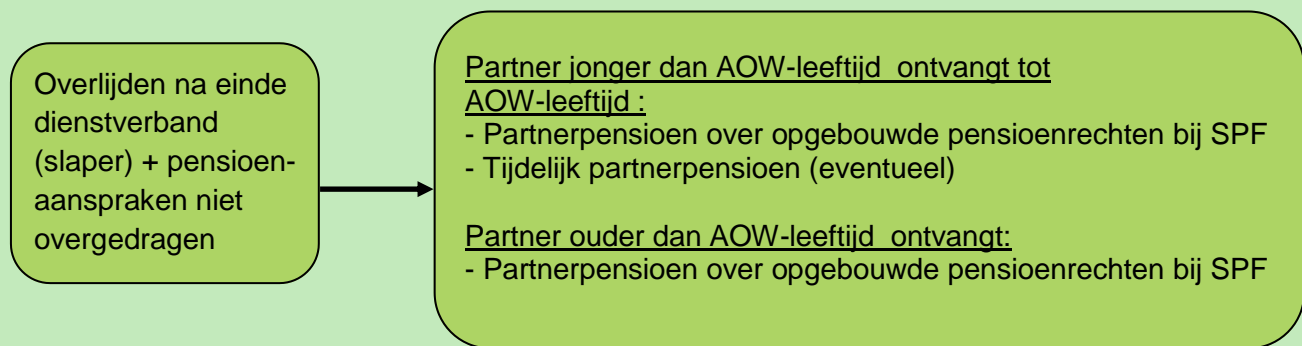 Overlijden na einde
dienstverband
(slaper) + pensioen-
aanspraken niet
overgedragen
Partner jonger dan AOW-leeftijd  ontvangt tot
AOW-leeftijd :
- Partnerpensioen over opgebouwde pensioenrechten bij SPF
- Tijdelijk partnerpensioen (eventueel)
Partner ouder dan AOW-leeftijd  ontvangt:
- Partnerpensioen over opgebouwde pensioenrechten bij SPF